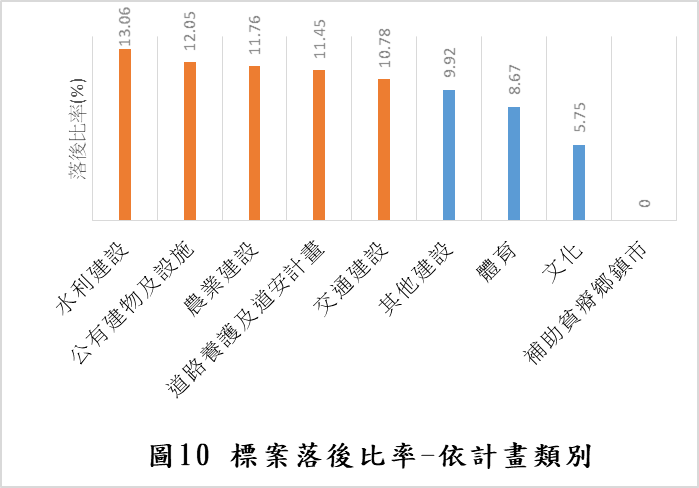 落後比率(%)
13.06
12.05
11.76
11.45
10.78
9.92
8.67
5.75
0
水利建設
公有建物及設施
農業建設
道路養護及道安計畫
交通建設
其他建設
體育
文化
補助貧瘠鄉鎮市
圖10 標案落後比率-依計畫類別